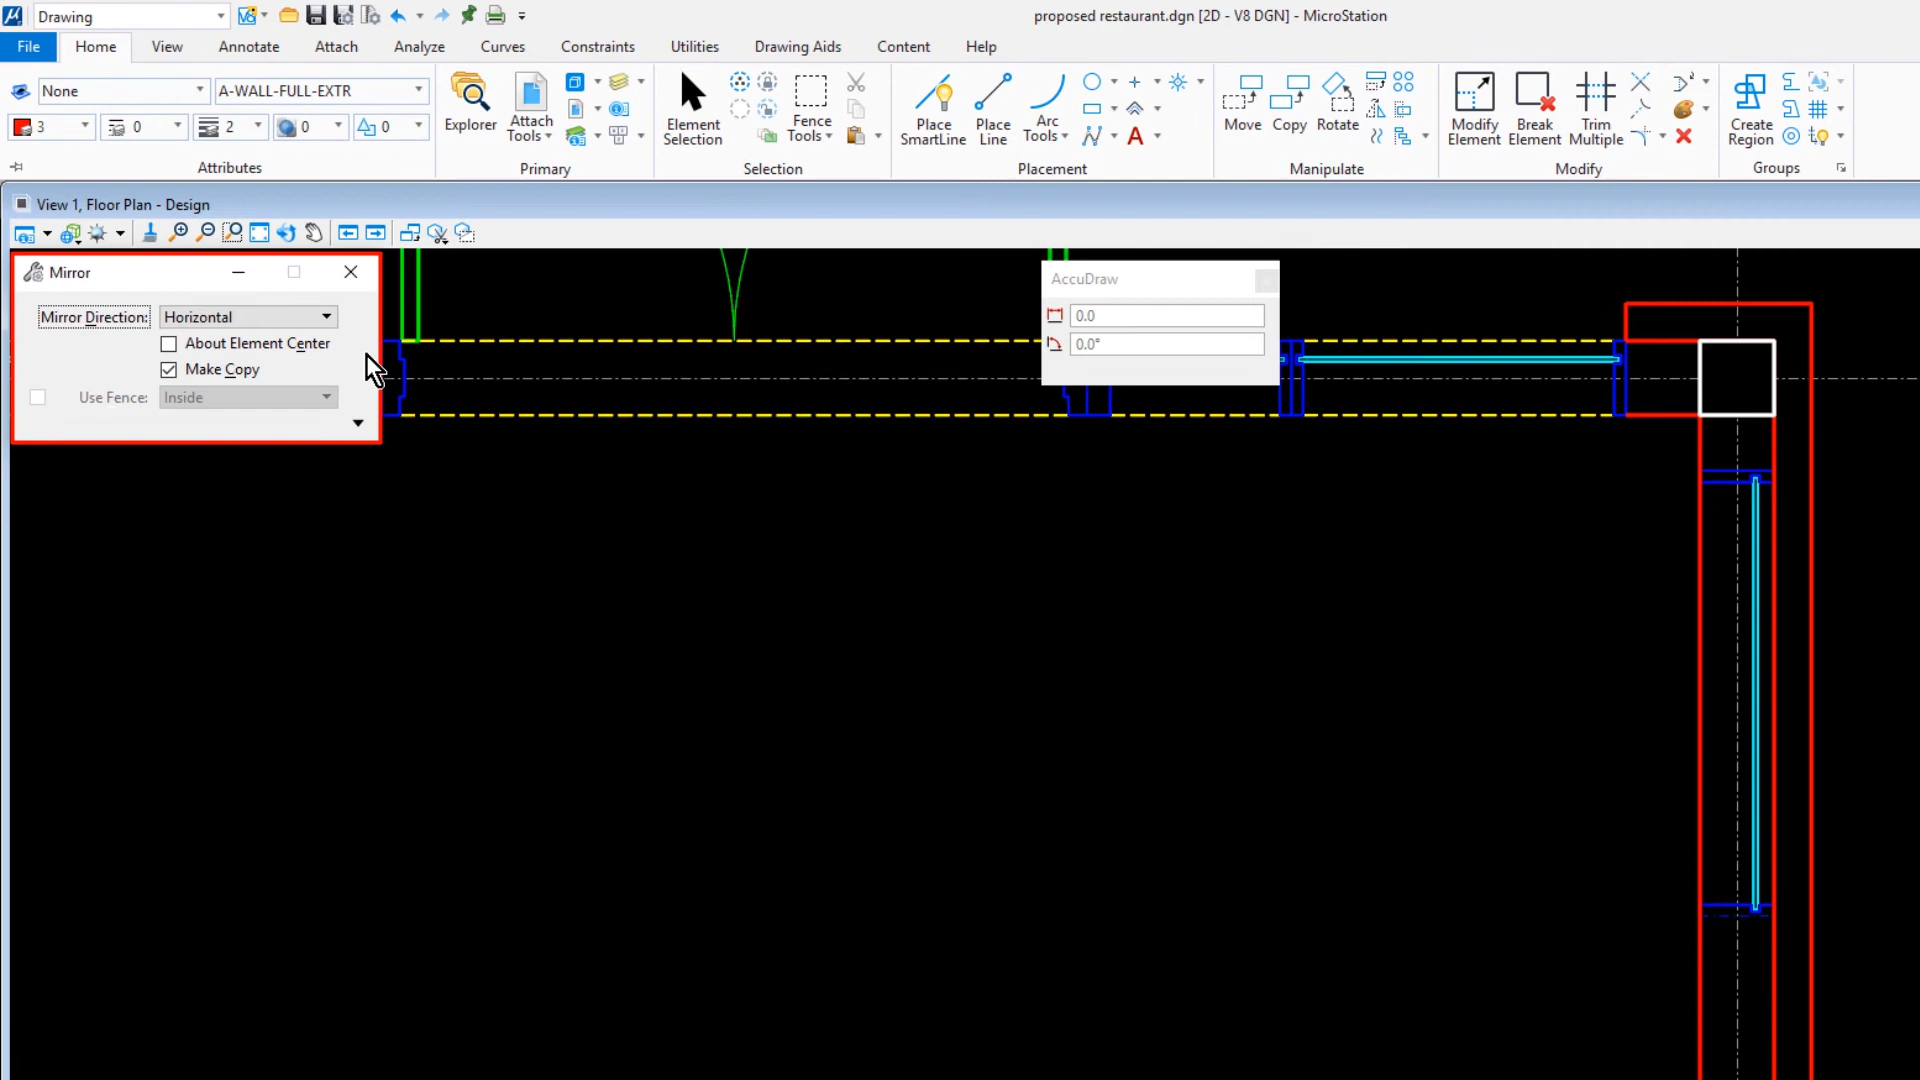 Drawing
proposed restaurant.dgn [2D - V8 DGN] - MicroStation
File Home View Annotate Attach Analyze Curves Constraints Utilities Drawing Aids Content Help
None A-WALL-FULL-EXTR
3 0 2 0 0
Attributes
Explorer
Attach
Tools
Primary
Element
Selection
Fence
Tools
Selection
Place
SmartLine
Place
Line
Arc
Tools
Placement
Move Copy Rotate
Manipulate
Modify
Element
Break
Element
Trim
Multiple
Modify
Create
Region
Groups
View 1, Floor Plan - Design
Mirror
Mirror Direction: Horizontal
About Element Center
Make Copy
Use Fence: Inside
AccuDraw
0.0
0.0°